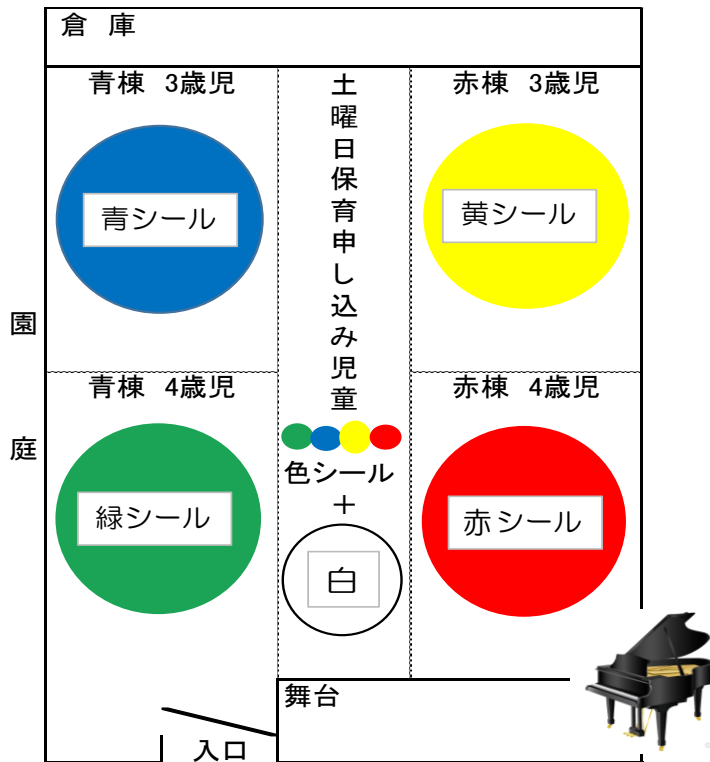 倉 庫
青棟 3歳児
青シール
土曜日保育申し込み児童
色シール
+
白
赤棟 3歳児
黄シール
園庭
青棟 4歳児
緑シール
赤棟 4歳児
赤シール
舞台
入口